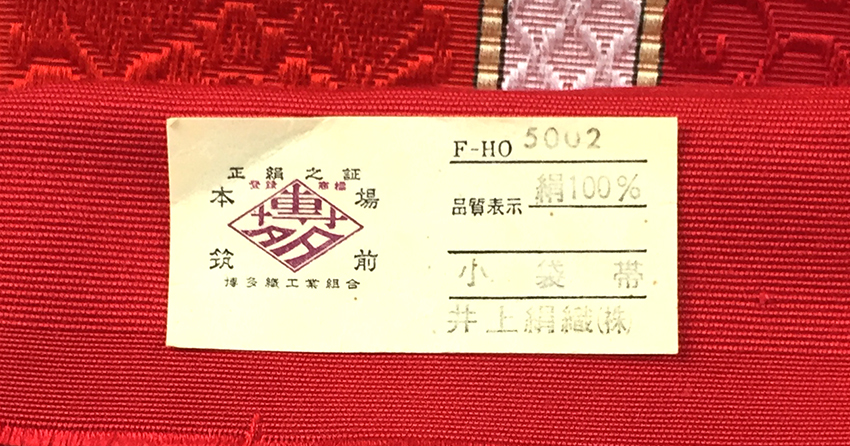 正絹之証
登録商標
本場
博多
筑前
博多織工業組合
F-HO 5002
品質表示 絹100%
小袋帯
井上絹織(株)